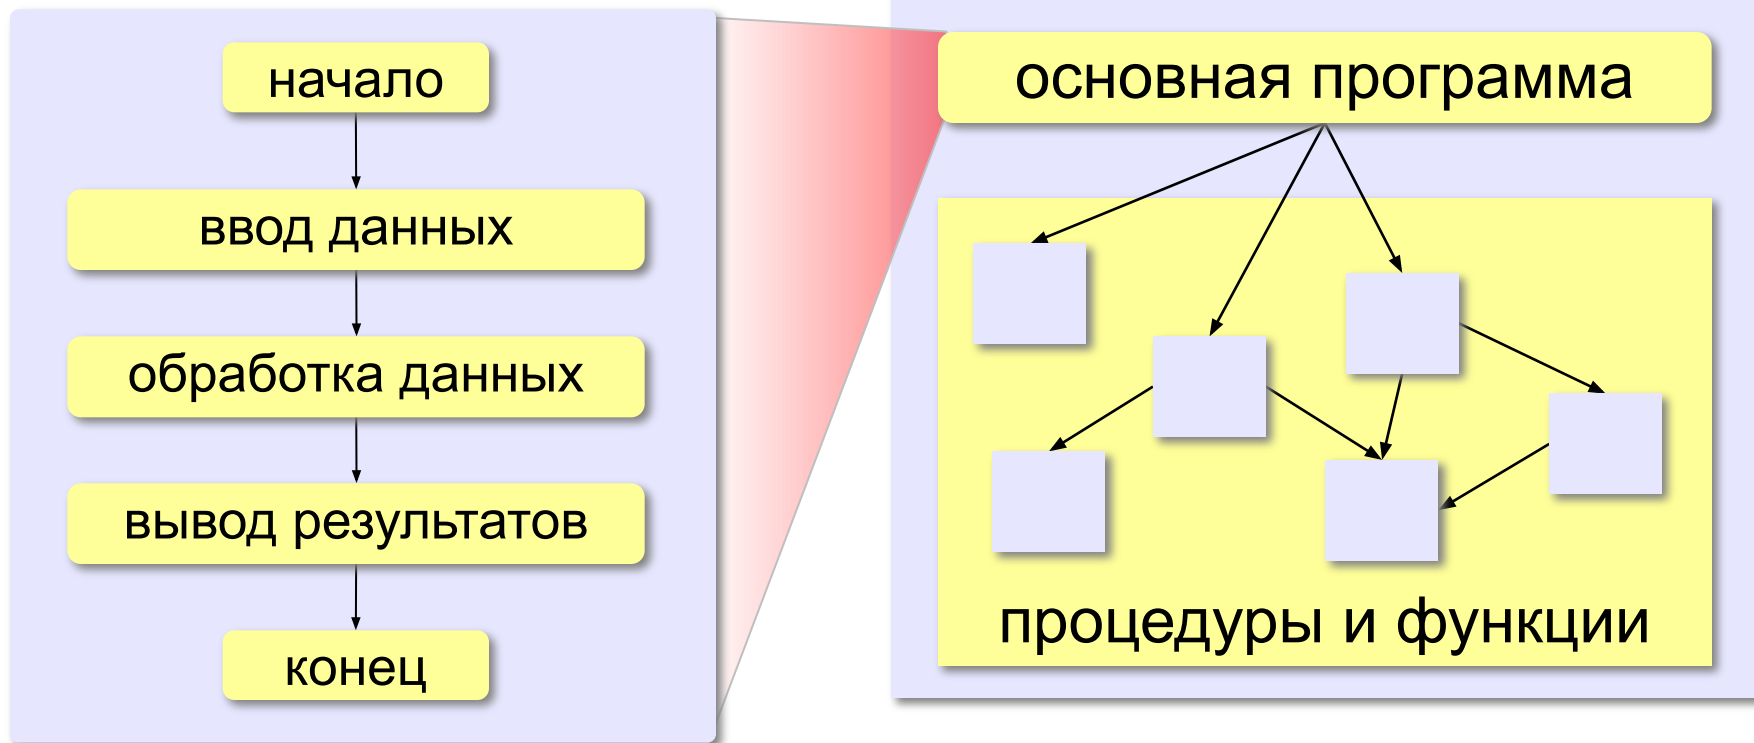 начало
ввод данных
обработка данных
вывод результатов
конец
основная программа
процедуры и функции